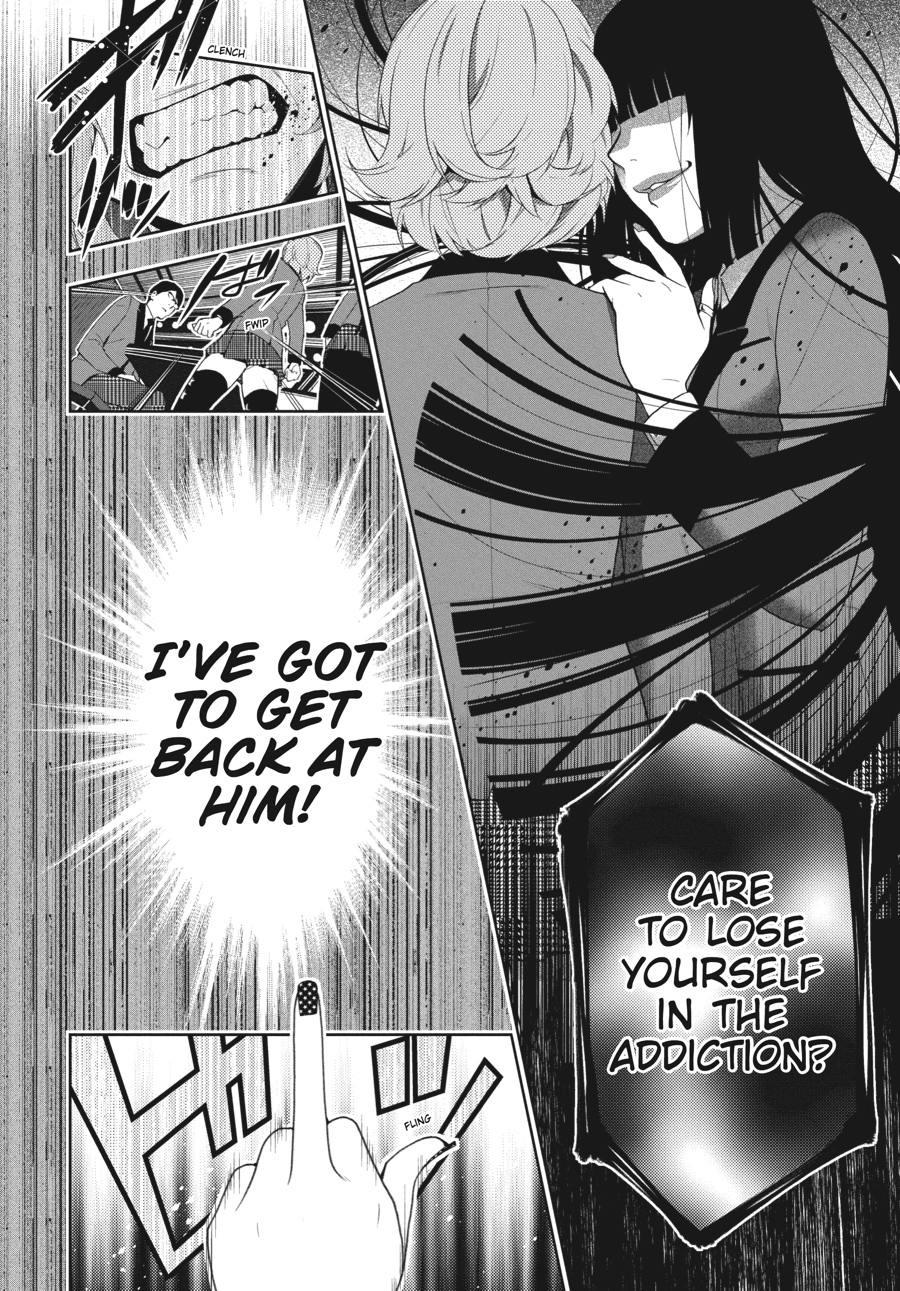 CARE
TO LOSE
YOURSELF
IN THE
ADDICTION?
CLENCH
FWIP
I'VE GOT
TO GET
BACK AT
HIM!
FLING